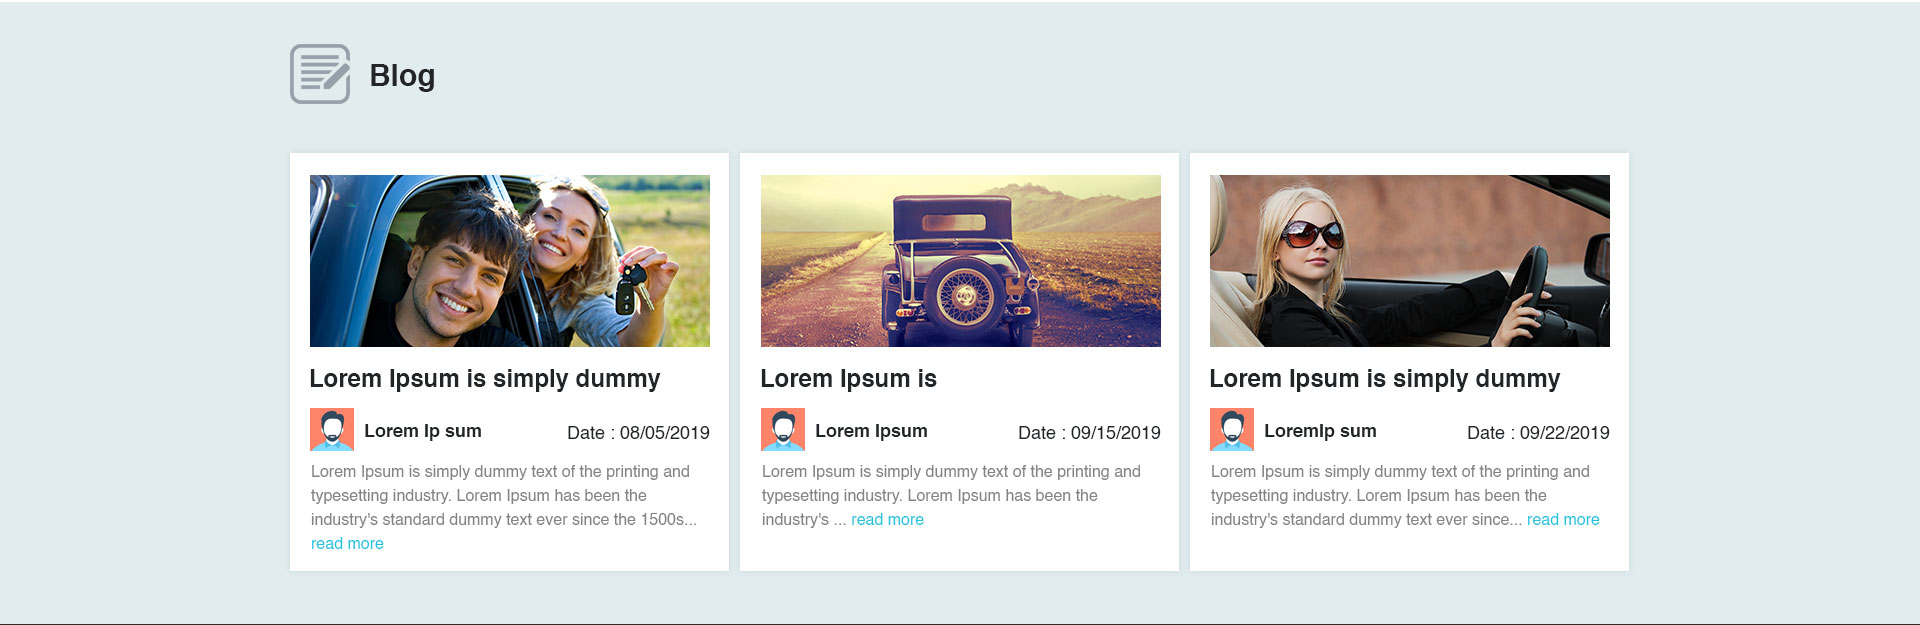 Blog
Lorem Ipsum is simply dummy
Lorem Ip sum
Date : 08/05/2019
Lorem Ipsum is simply dummy text of the printing and
typesetting industry. Lorem Ipsum has been the
industry's standard dummy text ever since the 1500s...
read more
Lorem Ipsum is
Lorem Ipsum
Date : 09/15/2019
Lorem Ipsum is simply dummy text of the printing and
typesetting industry. Lorem Ipsum has been the
industry's ... read more
Lorem Ipsum is simply dummy
LoremIp sum
Date : 09/22/2019
Lorem Ipsum is simply dummy text of the printing and
typesetting industry. Lorem Ipsum has been the
industry's standard dummy text ever since... read more